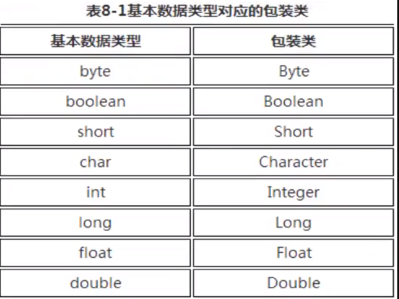 表8-1基本数据类型对应的包装类
基本数据类型 包装类
byte Byte
boolean Boolean
short Short
char Character
int Integer
long Long
float Float
double Double